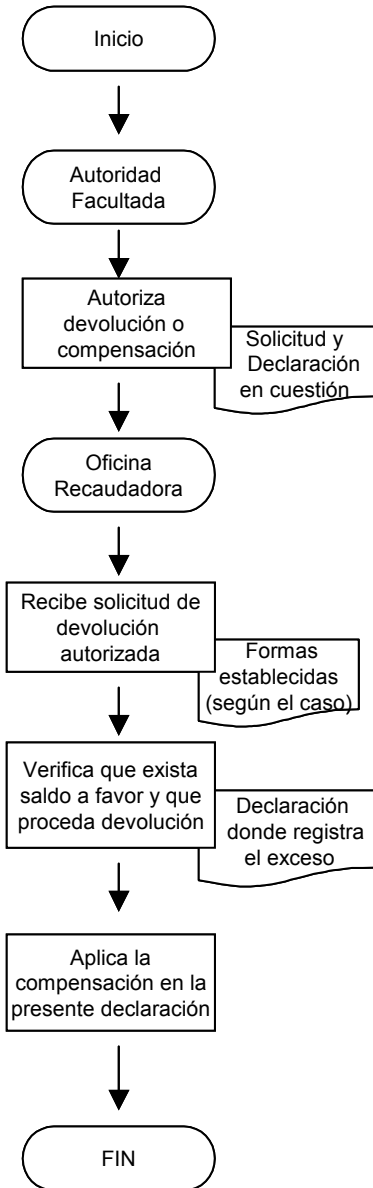 Inicio
Autoridad
Facultada
Autoriza
devolución o
compensación
Solicitud y
Declaración
en cuestión
Oficina
Recaudadora
Recibe solicitud de
devolución
autorizada
Formas
establecidas
(según el caso)
Verifica que exista
saldo a favor y que
proceda devolución
Declaración
donde registra
el exceso
Aplica la
compensación en la
presente declaración
FIN